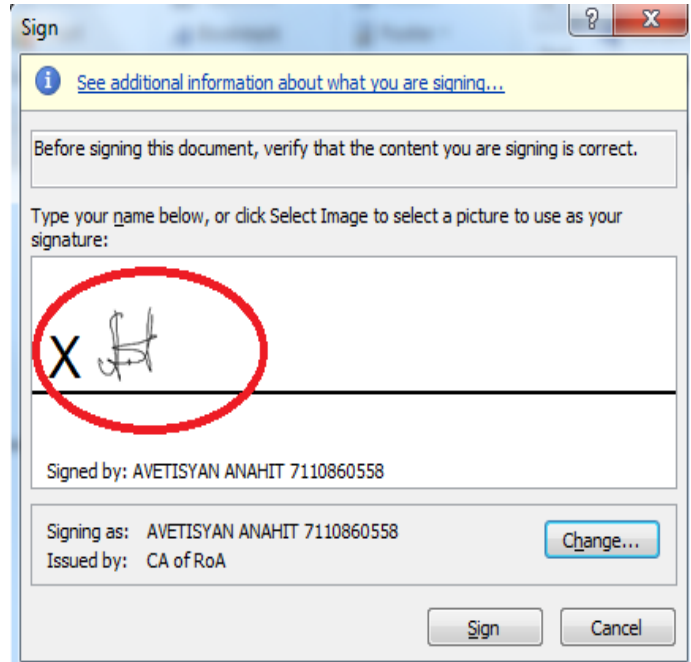 Sign
? X
See additional information about what you are signing...
Before signing this document, verify that the content you are signing is correct.
Type your name below, or click Select Image to select a picture to use as your
signature:
X
Signed by: AVETISYAN ANAHIT 7110860558
Signing as: AVETISYAN ANAHIT 7110860558
Change...
Issued by: CA of RoA
Sign Cancel